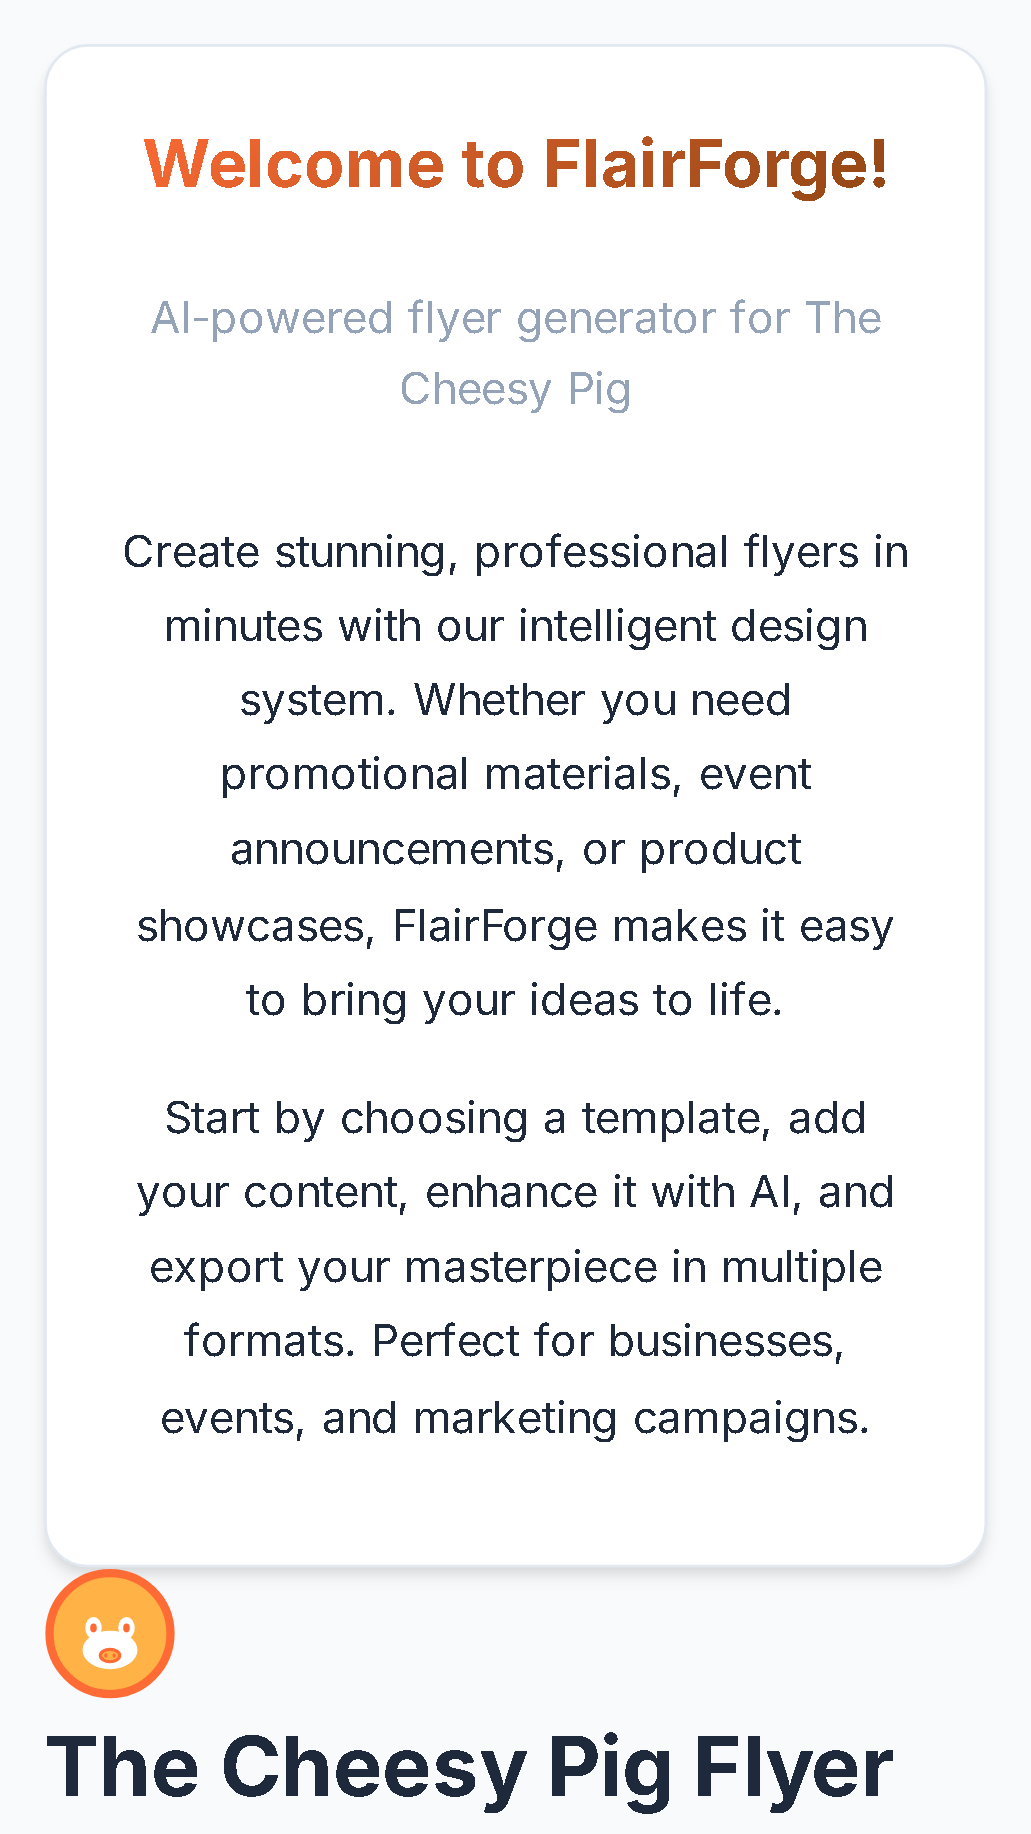 Welcome to FlairForge!
AI-powered flyer generator for The
Cheesy Pig
Create stunning, professional flyers in
minutes with our intelligent design
system. Whether you need
promotional materials, event
announcements, or product
showcases, FlairForge makes it easy
to bring your ideas to life.
Start by choosing a template, add
your content, enhance it with AI, and
export your masterpiece in multiple
formats. Perfect for businesses,
events, and marketing campaigns.
The Cheesy Pig Flyer